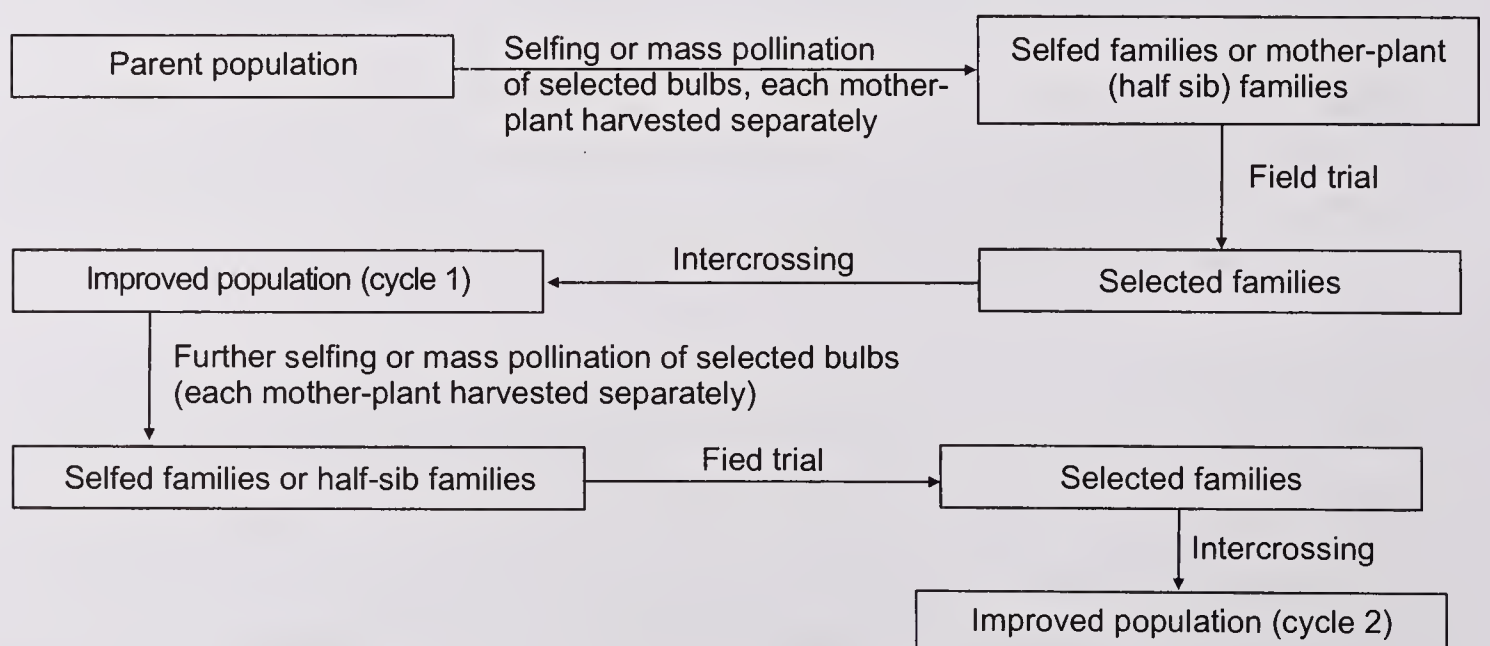 Parent population
Selfing or mass pollination
of selected bulbs, each mother-
plant harvested separately
Selfed families or mother-plant
(half sib) families
Field trial
Selected families
Intercrossing
Improved population (cycle 1)
Further selfing or mass pollination of selected bulbs
(each mother-plant harvested separately)
Selfed families or half-sib families
Fied trial
Selected families
Intercrossing
Improved population (cycle 2)